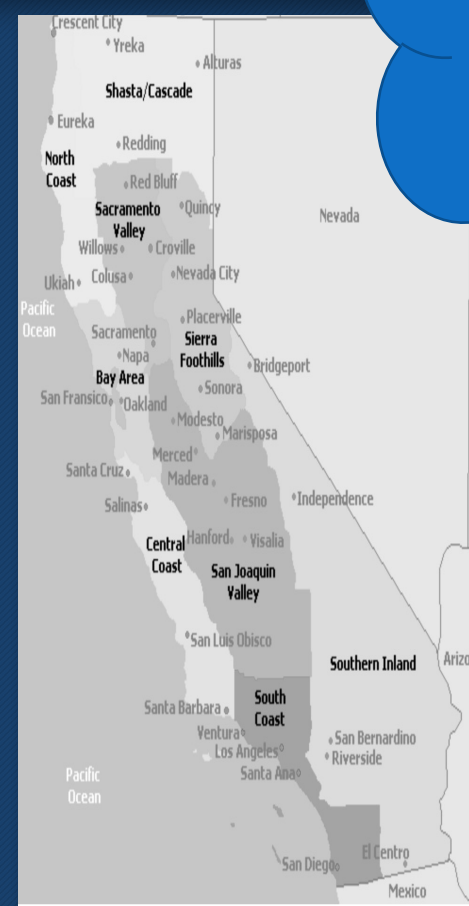 Crescent City
Yreka
Alturas
Shasta/Cascade
Eureka
Redding
North
Coast
Red Bluff
Quincy
Sacramento
Valley
Nevada
Willows
Croville
Nevada City
Colusa
Ukiah
Pacific
Ocean
Placerville
Sacramento
Sierra
Foothills
Napa
Bridgeport
Bay Area
Sonora
San Fransico
Oakland
Modesto
Marisposa
Merced
Santa Cruz
Madera
Fresno
Independence
Salinas
Central
Coast
Hanford
Visalia
San Joaquin
Valley
San Luis Obisco
Southern Inland
Arizo
Santa Barbara
South
Coast
Ventura
San Bernardino
Los Angeles
Riverside
Santa Ana
Pacific
Ocean
San Diego
El Centro
Mexico